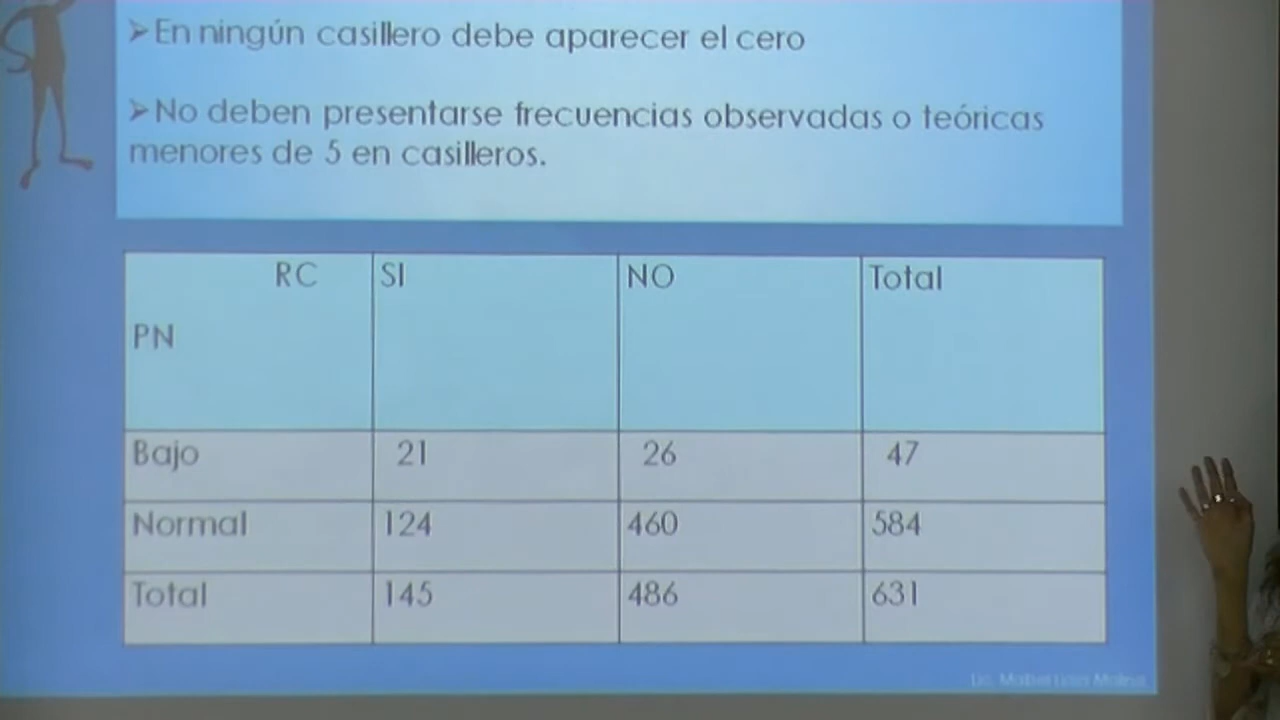 ➢En ningún casillero debe aparecer el cero
➢No deben presentarse frecuencias observadas o teóricas
menores de 5 en casilleros.
RC SI NO Total
PN
Bajo 21 26 47
Normal 124 460 584
Total 145 486 631
Lic.